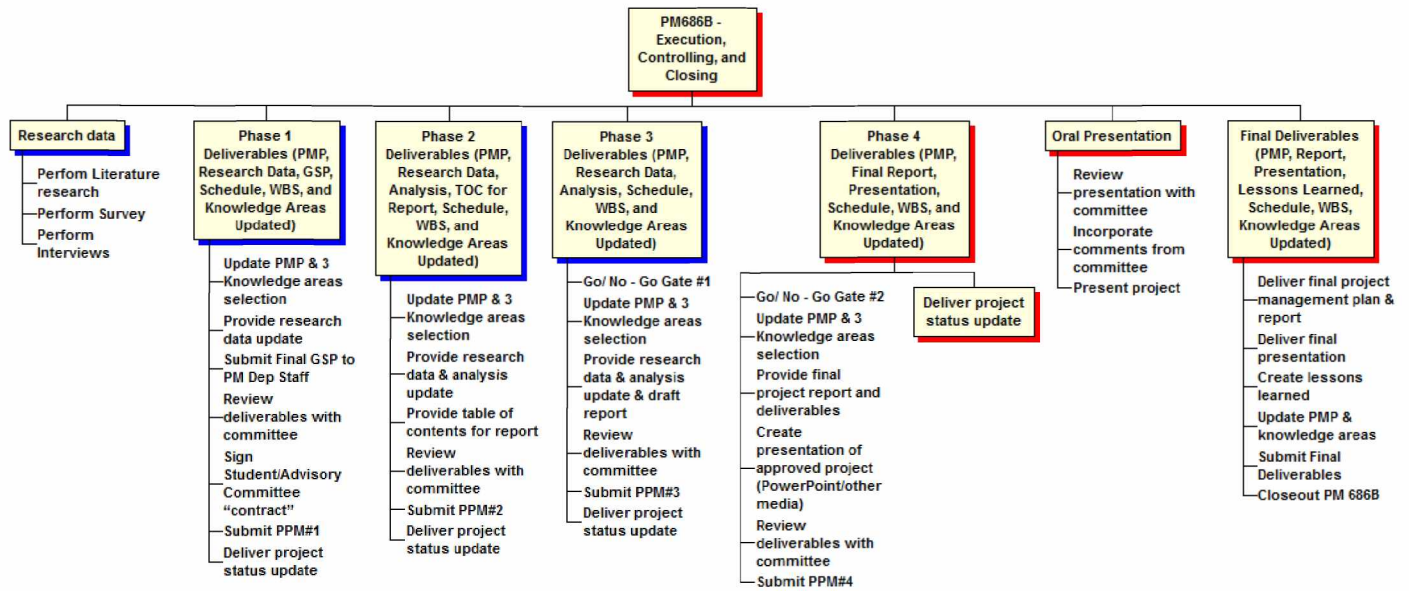 PM686B -
Execution,
Controlling, and
Closing
Research data
Perfom Literature
research
Perform Survey
Perform
Interviews
Phase 1
Deliverables (PMP,
Research Data, GSP,
Schedule, WBS, and
Knowledge Areas
Updated)
Update PMP & 3
Knowledge areas
selection
Provide research
data update
Submit Final GSP to
PM Dep Staff
Review
deliverables with
committee
Sign
Student/Advisory
Committee
“contract”
Submit PPM#1
Deliver project
status update
Phase 2
Deliverables (PMP,
Research Data,
Analysis, TOC for
Report, Schedule,
WBS, and
Knowledge Areas
Updated)
Update PMP & 3
Knowledge areas
selection
Provide research
data & analysis
update
Provide table of
contents for report
Review
deliverables with
committee
Submit PPM#2
Deliver project
status update
Phase 3
Deliverables (PMP,
Research Data,
Analysis, Schedule,
WBS, and
Knowledge Areas
Updated)
Go/ No - Go Gate #1
Update PMP & 3
Knowledge areas
selection
Provide research
data & analysis
update & draft
report
Review
deliverables with
committee
Submit PPM#3
Deliver project
status update
Phase 4
Deliverables (PMP,
Final Report,
Presentation,
Schedule, WBS, and
Knowledge Areas
Updated)
Go/ No - Go Gate #2
Update PMP & 3
Knowledge areas
selection
Provide final
project report and
deliverables
Create
presentation of
approved project
(PowerPoint/other
media)
Review
deliverables with
committee
Submit PPM#4
Deliver project
status update
Oral Presentation
Review
presentation with
committee
Incorporate
comments from
committee
Present project
Final Deliverables
(PMP, Report,
Presentation,
Lessons Learned,
Schedule, WBS,
Knowledge Areas
Updated)
Deliver final project
management plan &
report
Deliver final
presentation
Create lessons
learned
Update PMP &
knowledge areas
Submit Final
Deliverables
Closeout PM 686B